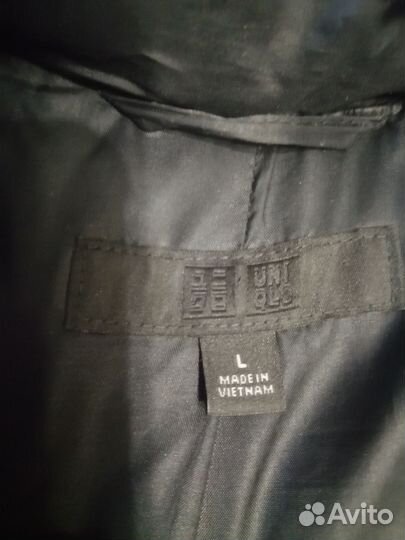 ユニ UNI
クロ QLO
L
MADE IN
VIETNAM
Avito